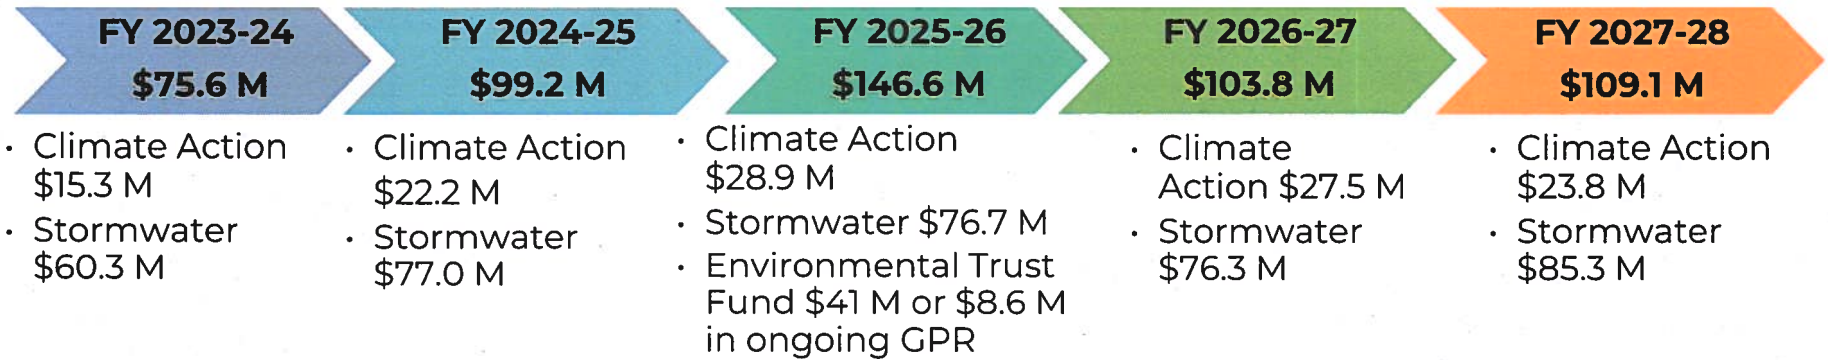 FY 2023-24
$75.6 M
• Climate Action
$15.3 M
• Stormwater
$60.3 M
FY 2024-25
$99.2 M
• Climate Action
$22.2 M
• Stormwater
$77.0 M
FY 2025-26
$146.6 M
• Climate Action
$28.9 M
• Stormwater $76.7 M
• Environmental Trust
Fund $41 M or $8.6 M
in ongoing GPR
FY 2026-27
$103.8 M
• Climate
Action $27.5 M
• Stormwater
$76.3 M
FY 2027-28
$109.1 M
• Climate Action
$23.8 M
• Stormwater
$85.3 M